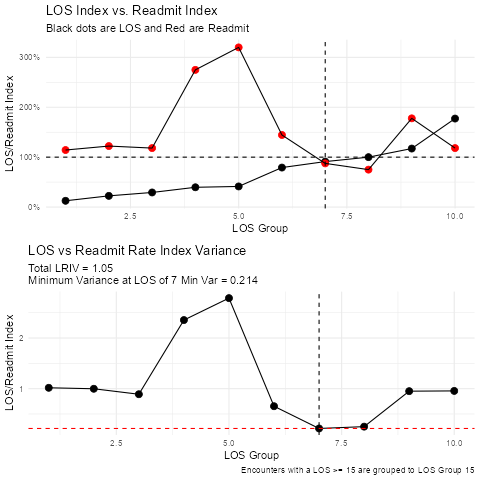 LOS Index vs. Readmit Index
Black dots are LOS and Red are Readmit
300%
200%
100%
0%
LOS/Readmit Index
2.5 5.0 7.5 10.0
LOS Group
LOS vs Readmit Rate Index Variance
Total LRIV = 1.05
Minimum Variance at LOS of 7 Min Var = 0.214
2
1
LOS/Readmit Index
2.5 5.0 7.5 10.0
LOS Group
Encounters with a LOS >= 15 are grouped to LOS Group 15